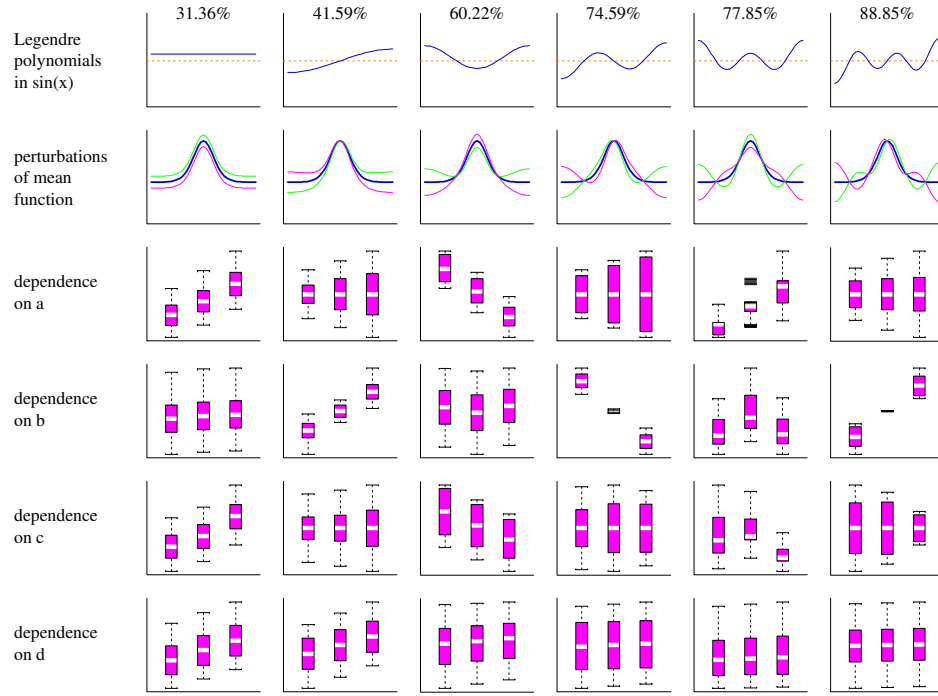 31.36% 41.59% 60.22% 74.59% 77.85% 88.85%
Legendre
polynomials
in sin(x)
perturbations
of mean
function
dependence
on a
dependence
on b
dependence
on c
dependence
on d